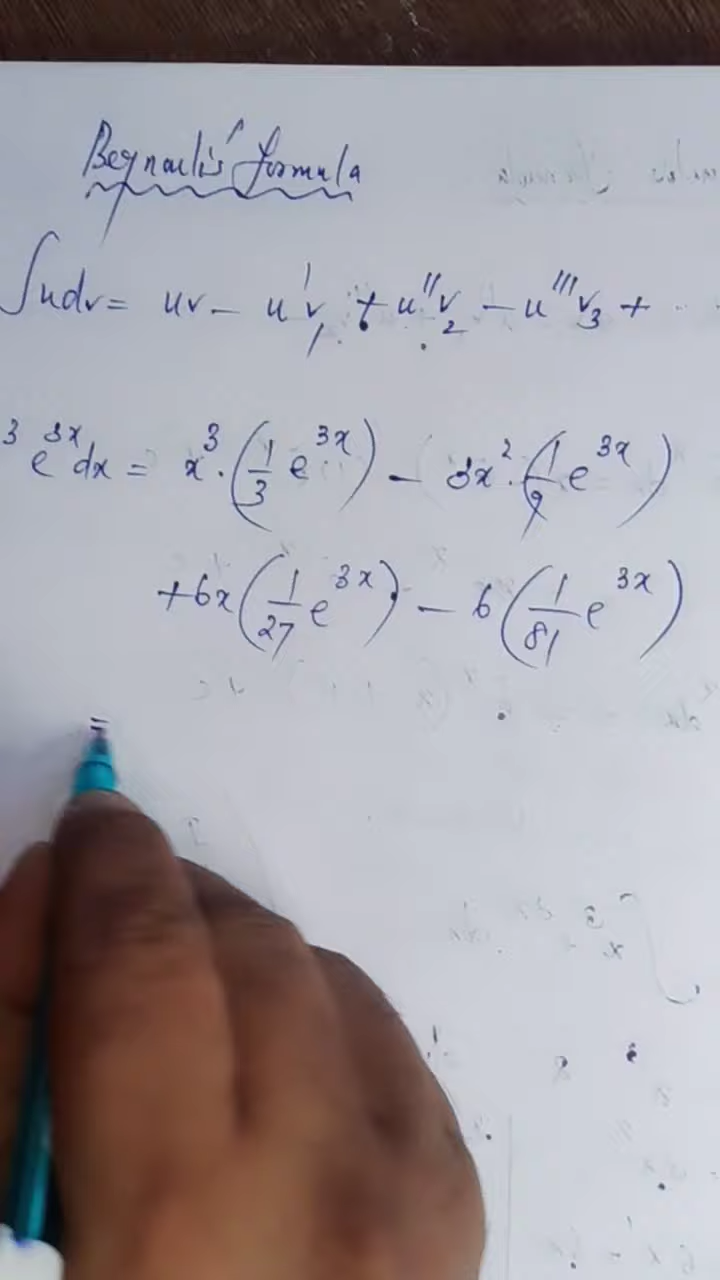 Bernoulis' formula
∫udv = uv - u'v₁ + u''v₂ - u'''v₃ + ...
³ e³ˣdx = x³.(1/3 e³ˣ) - 3x².(1/9 e³ˣ)
+6x(1/27 e³ˣ) - 6(1/81 e³ˣ)
=